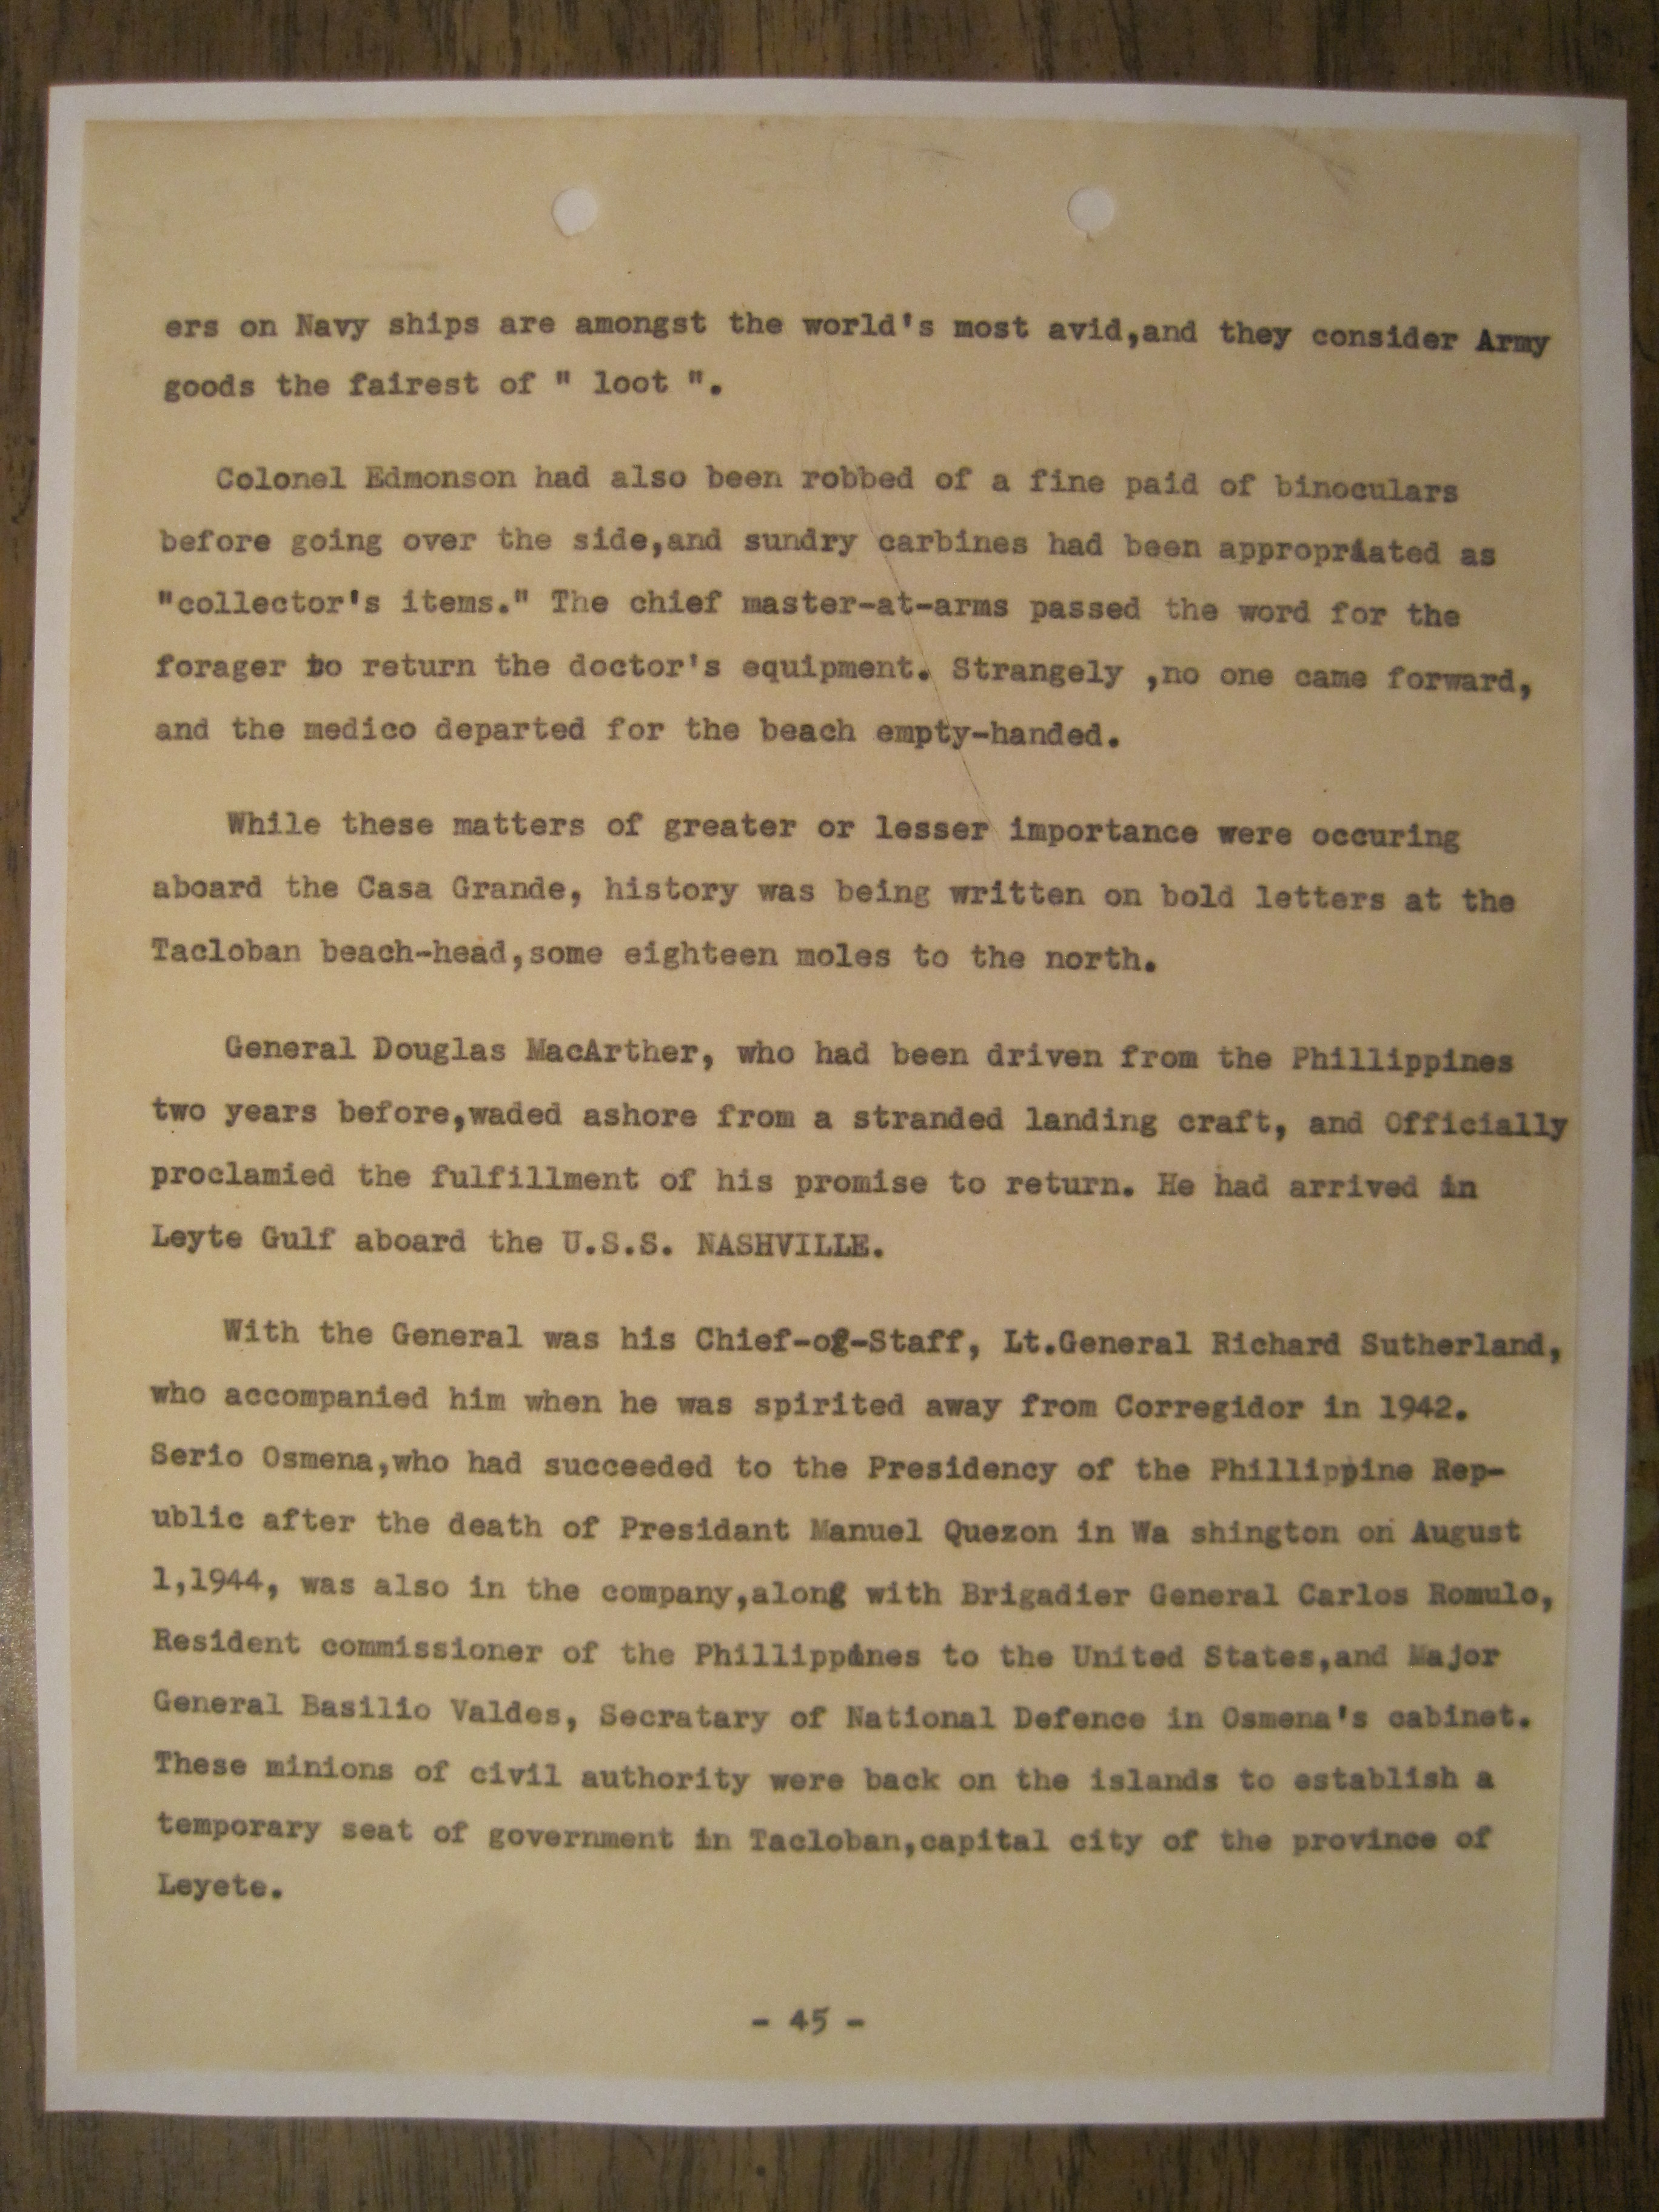 ers on Navy ships are amongst the world's most avid,and they consider Army
goods the fairest of " loot ".
Colonel Edmonson had also been robbed of a fine paid of binoculars
before going over the side,and sundry carbines had been appropriated as
"collector's items." The chief master-at-arms passed the word for the
forager to return the doctor's equipment. Strangely ,no one came forward,
and the medico departed for the beach empty-handed.
While these matters of greater or lesser importance were occuring
aboard the Casa Grande, history was being written on bold letters at the
Tacloban beach-head,some eighteen moles to the north.
General Douglas MacArther, who had been driven from the Phillippines
two years before,waded ashore from a stranded landing craft, and Officially
proclamied the fulfillment of his promise to return. He had arrived in
Leyte Gulf aboard the U.S.S. NASHVILLE.
With the General was his Chief-of-Staff, Lt.General Richard Sutherland,
who accompanied him when he was spirited away from Corregidor in 1942.
Serio Osmena,who had succeeded to the Presidency of the Phillippine Rep-
ublic after the death of Presidant Manuel Quezon in Wa shington on August
1,1944, was also in the company,along with Brigadier General Carlos Romulo,
Resident commissioner of the Phillippines to the United States,and Major
General Basilio Valdes, Secratary of National Defence in Osmena's cabinet.
These minions of civil authority were back on the islands to establish a
temporary seat of government in Tacloban,capital city of the province of
Leyete.
- 45 -